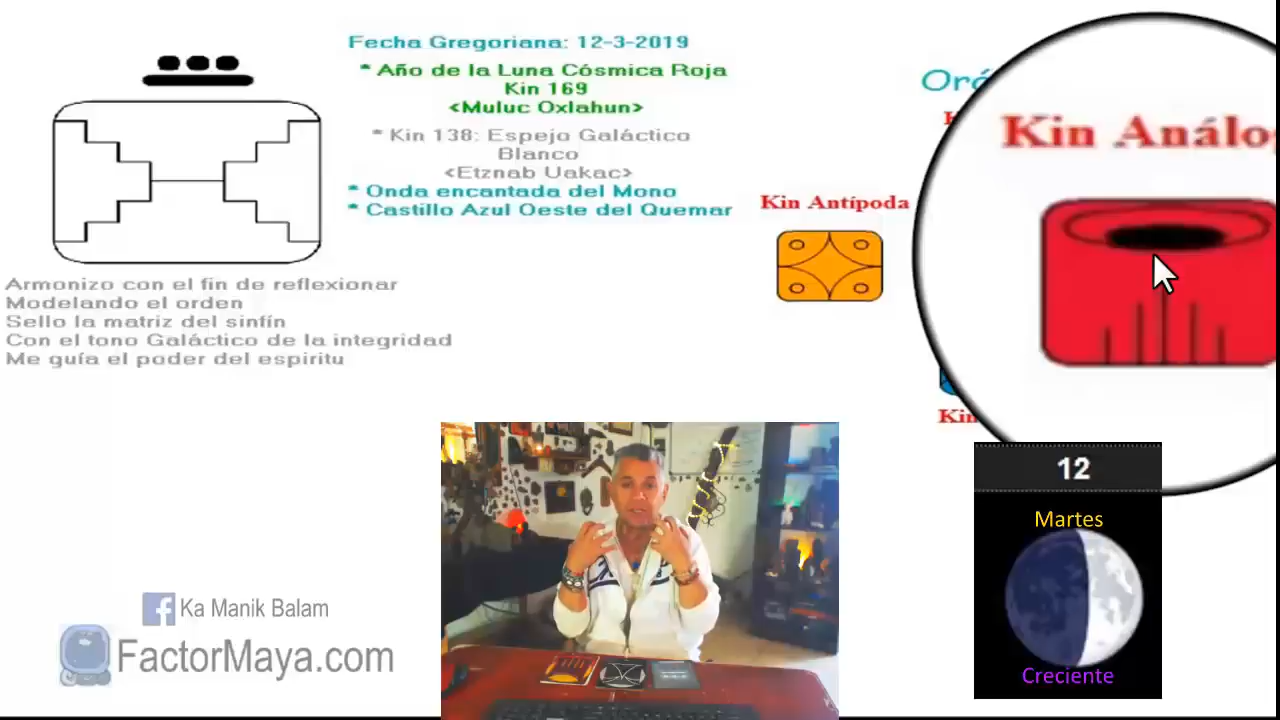 Fecha Gregoriana: 12-3-2019
* Año de la Luna Cósmica Roja
Kin 169
<Muluc Oxlahun>
* Kin 138: Espejo Galáctico
Blanco
<Etznab Uakac>
* Onda encantada del Mono
* Castillo Azul Oeste del Quemar
Armonizo con el fin de reflexionar
Modelando el orden
Sello la matriz del sinfín
Con el tono Galáctico de la integridad
Me guía el poder del espiritu
Kin Antípoda
Kin
Kin
12
Martes
Creciente
Ka Manik Balam
FactorMaya.com